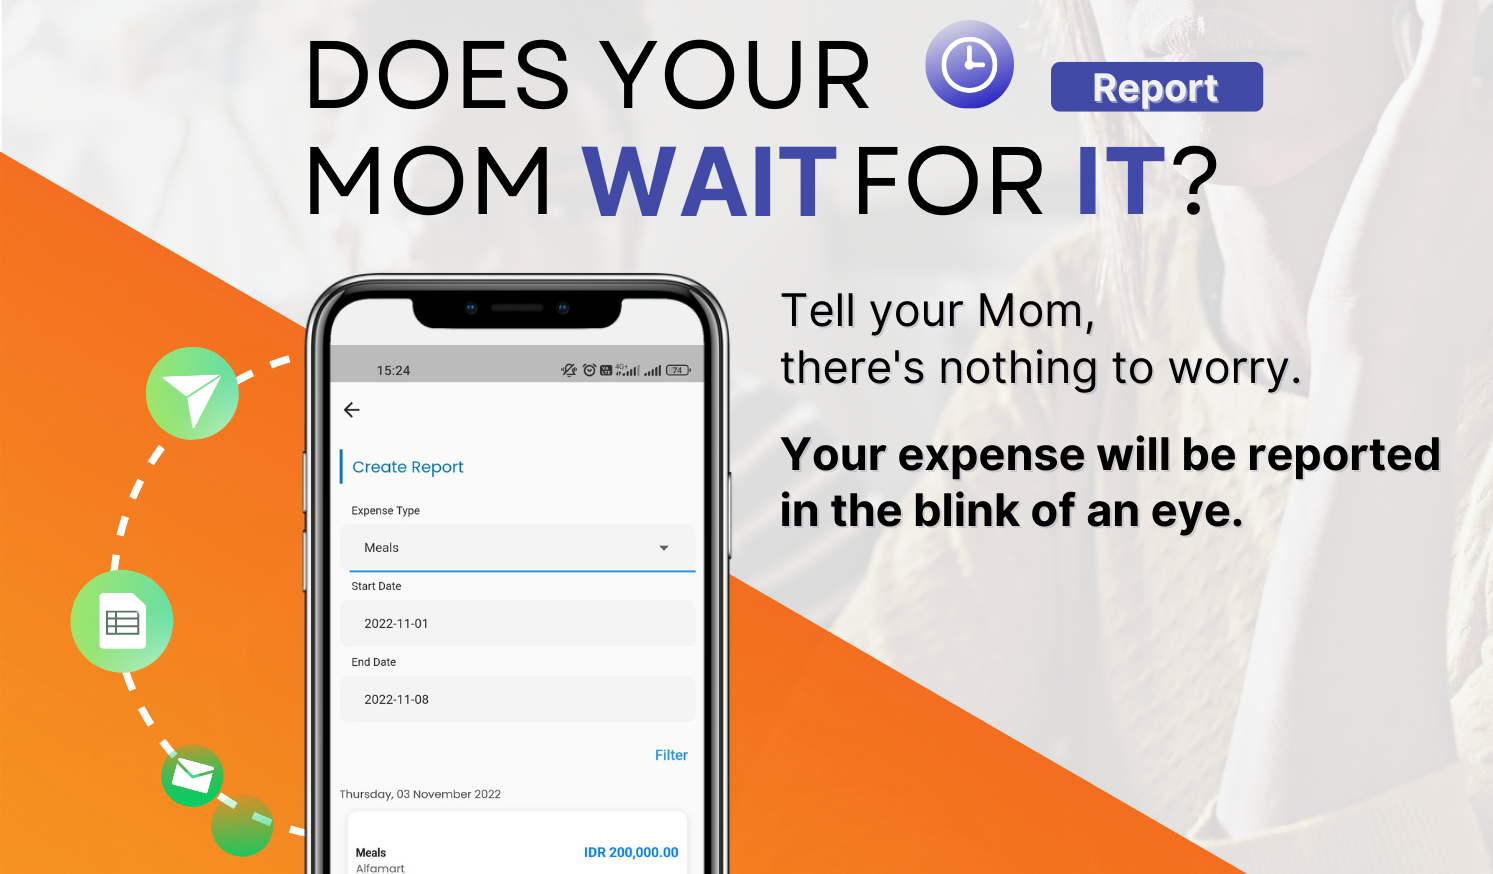 DOES YOUR
Report
MOM WAIT FOR IT?
Tell your Mom,
there's nothing to worry.
Your expense will be reported
in the blink of an eye.
15:24
4G+
74
Create Report
Expense Type
Meals
Start Date
2022-11-01
End Date
2022-11-08
Filter
Thursday, 03 November 2022
Meals IDR 200,000.00
Alfamart